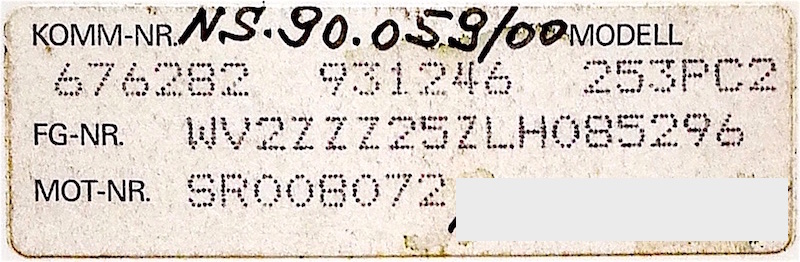 KOMM-NR. NS.90.059/00 MODELL
676282 931246 253PC2
FG-NR. WV2ZZZ25ZLH085296
MOT-NR. SR008072